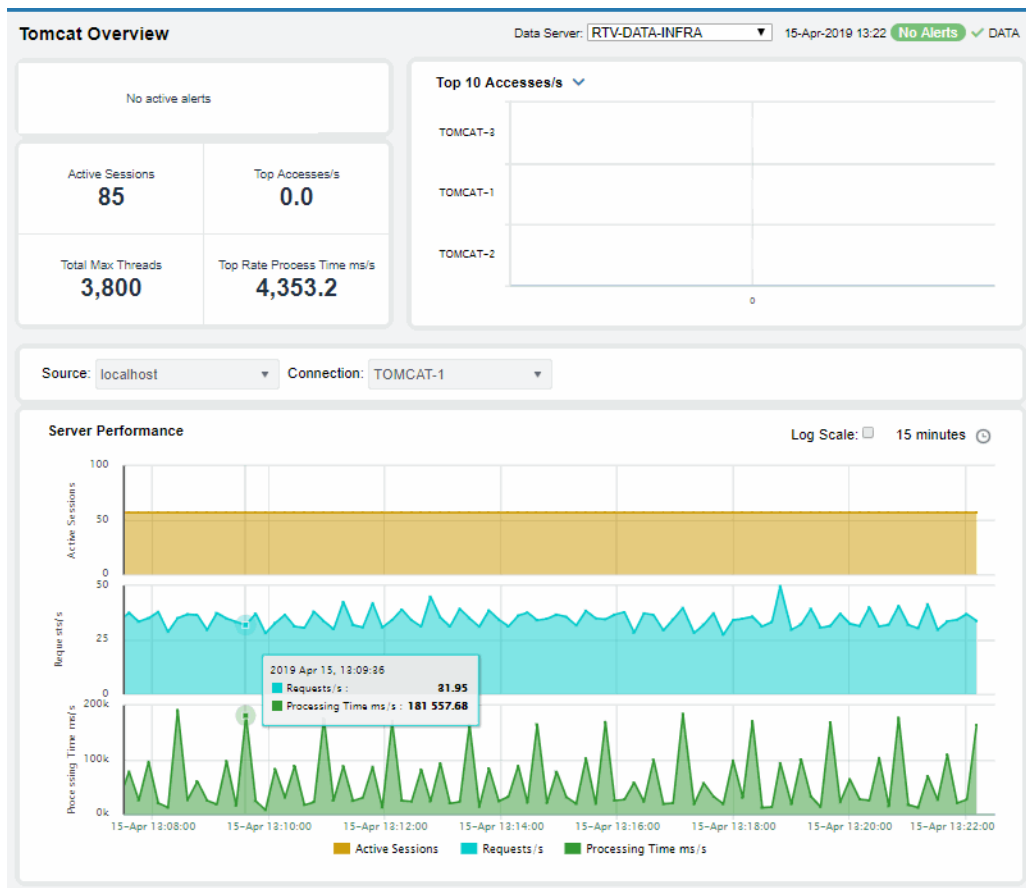 Tomcat Overview
Data Server: RTV-DATA-INFRA 15-Apr-2019 13:22 No Alerts DATA
No active alerts
Active Sessions
85
Top Accesses/s
0.0
Total Max Threads
3,800
Top Rate Process Time ms/s
4,353.2
Top 10 Accesses/s
TOMCAT-3
TOMCAT-1
TOMCAT-2
0
Source: localhost Connection: TOMCAT-1
Server Performance
Log Scale: 15 minutes
100
50
0
Active Sessions
50
25
0
Requests/s
2019 Apr 15, 13:09:36
Requests/s : 31.95
Processing Time ms/s : 181 557.68
200k
100k
0k
Processing Time ms/s
15-Apr 13:08:00 15-Apr 13:10:00 15-Apr 13:12:00 15-Apr 13:14:00 15-Apr 13:16:00 15-Apr 13:18:00 15-Apr 13:20:00 15-Apr 13:22:00
Active Sessions Requests/s Processing Time ms/s